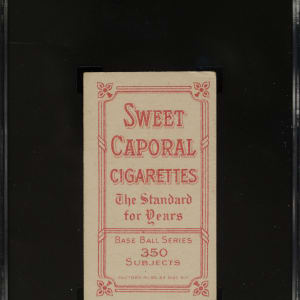 SWEET
CAPORAL
CIGARETTES
The Standard
for Years
BASE BALL SERIES
350
SUBJECTS